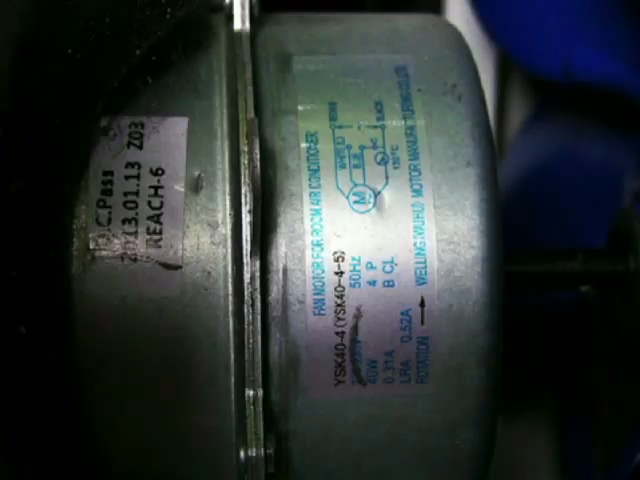 Q.C.Pass
2013.01.13 Z03
REACH-6
FAN MOTOR FOR ROOM AIR CONDITIONER
YSK40-4 (YSK40-4-5)
50Hz
40W 4 P
0.31A B CL
LRA 0.52A
ROTATION →
WELLING (WUHU) MOTOR MANUFACTURING CO.,LTD
M
130°C